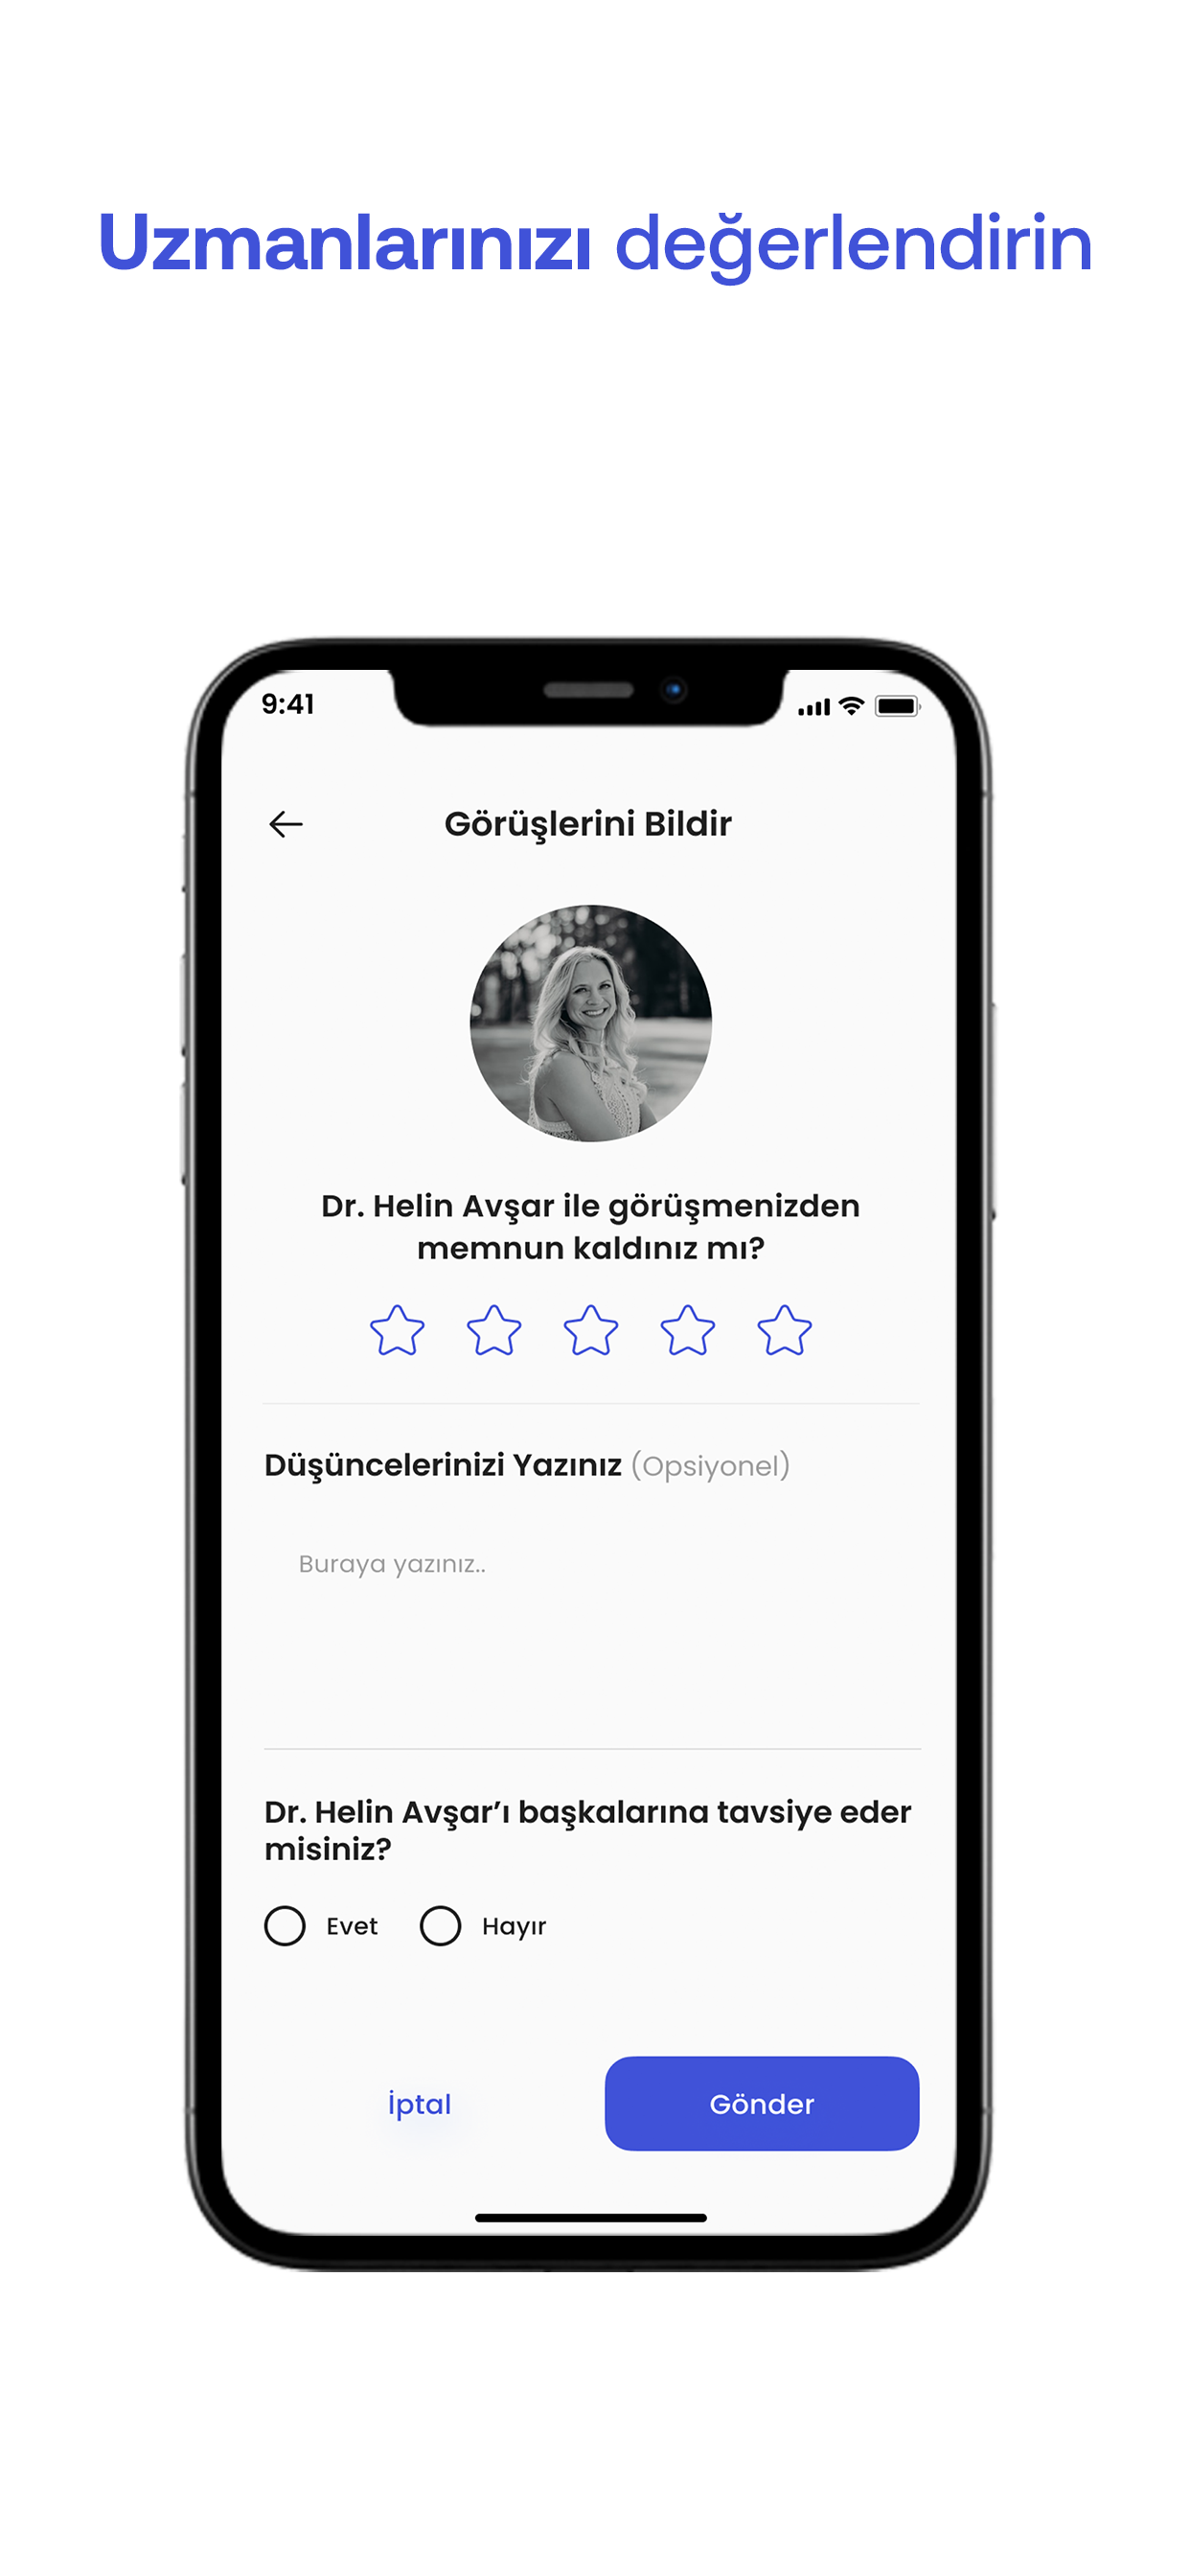 Uzmanlarınızı değerlendirin
9:41
Görüşlerini Bildir
Dr. Helin Avşar ile görüşmenizden
memnun kaldınız mı?
Düşüncelerinizi Yazınız (Opsiyonel)
Buraya yazınız..
Dr. Helin Avşar’ı başkalarına tavsiye eder
misiniz?
Evet Hayır
İptal Gönder